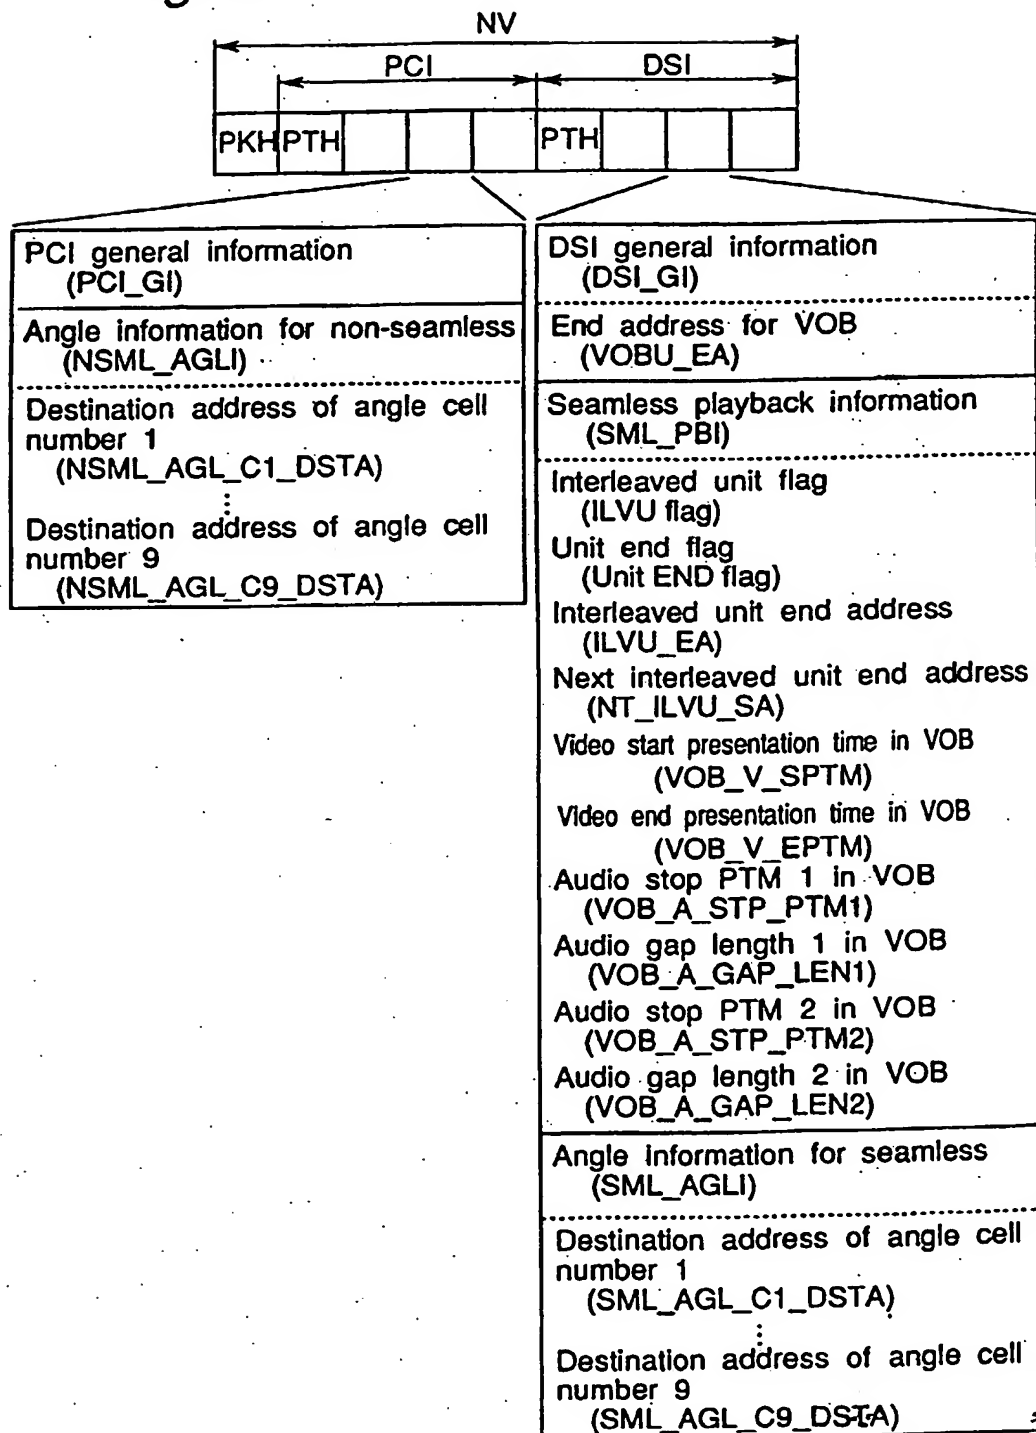 g
NV
PCI DSI
PKH PTH PTH
PCI general information
(PCI_GI)
Angle information for non-seamless
(NSML_AGLI)
Destination address of angle cell
number 1
(NSML_AGL_C1_DSTA)
⋮
Destination address of angle cell
number 9
(NSML_AGL_C9_DSTA)
DSI general information
(DSI_GI)
End address for VOB
(VOBU_EA)
Seamless playback information
(SML_PBI)
Interleaved unit flag
(ILVU flag)
Unit end flag
(Unit END flag)
Interleaved unit end address
(ILVU_EA)
Next interleaved unit end address
(NT_ILVU_SA)
Video start presentation time in VOB
(VOB_V_SPTM)
Video end presentation time in VOB
(VOB_V_EPTM)
Audio stop PTM 1 in VOB
(VOB_A_STP_PTM1)
Audio gap length 1 in VOB
(VOB_A_GAP_LEN1)
Audio stop PTM 2 in VOB
(VOB_A_STP_PTM2)
Audio gap length 2 in VOB
(VOB_A_GAP_LEN2)
Angle information for seamless
(SML_AGLI)
Destination address of angle cell
number 1
(SML_AGL_C1_DSTA)
⋮
Destination address of angle cell
number 9
(SML_AGL_C9_DSTA)